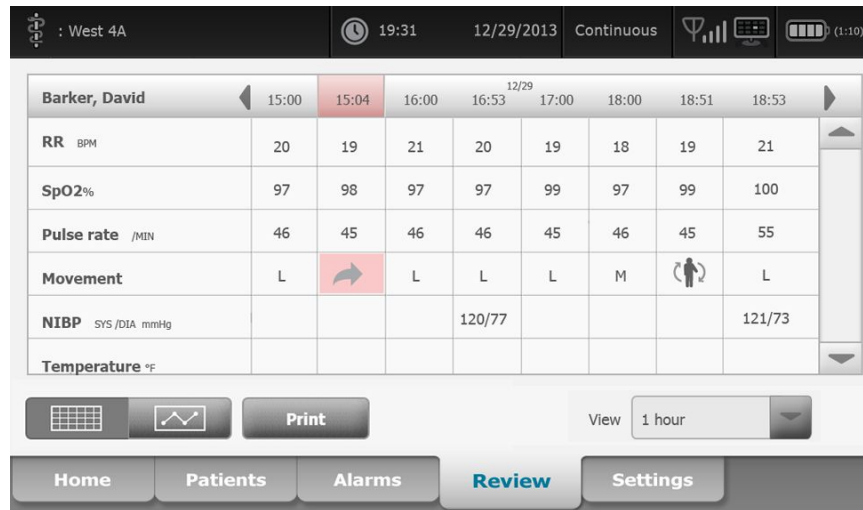 : West 4A 19:31 12/29/2013 Continuous (1:10)
12/29
Barker, David 15:00 15:04 16:00 16:53 17:00 18:00 18:51 18:53
RR BPM 20 19 21 20 19 18 19 21
SpO2% 97 98 97 97 99 97 99 100
Pulse rate /MIN 46 45 46 46 45 46 45 55
Movement L L L L M L
NIBP SYS /DIA mmHg 120/77 121/73
Temperature °F
Print View 1 hour
Home Patients Alarms Review Settings